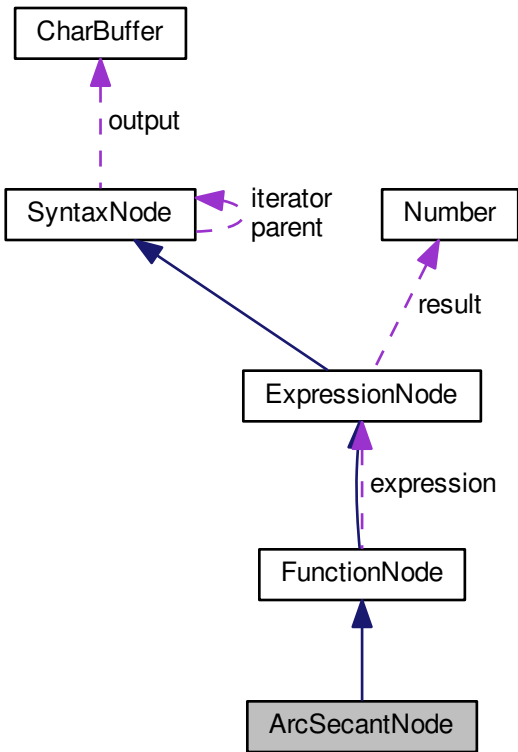 CharBuffer
output
SyntaxNode
iterator
parent
Number
result
ExpressionNode
expression
FunctionNode
ArcSecantNode